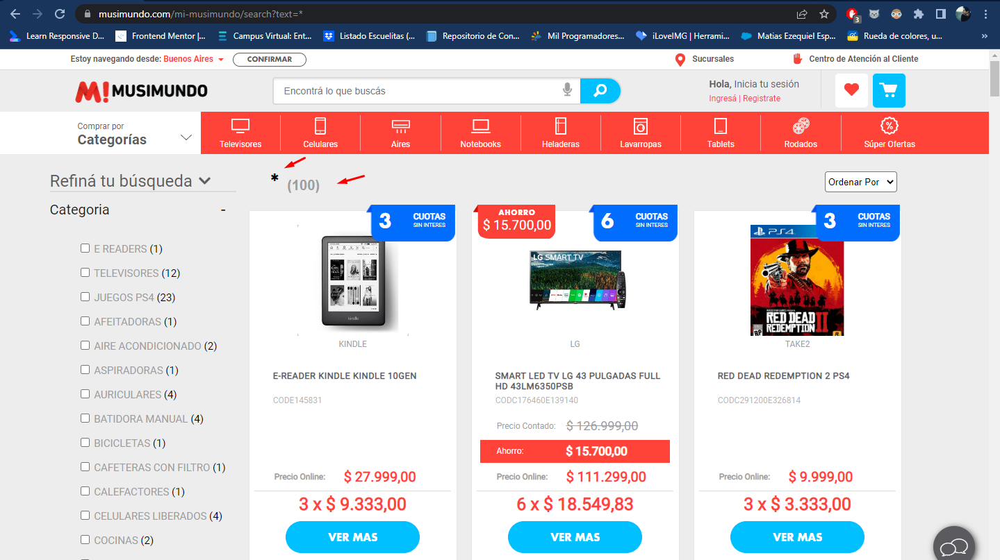 musimundo.com/mi-musimundo/search?text=*
3
Learn Responsive D...
Frontend Mentor |...
Campus Virtual: Ent...
Listado Escuelitas (...
Repositorio de Con...
Mil Programadores...
iLoveIMG | Herrami...
Matías Ezequiel Esp...
Rueda de colores, u...
»
Estoy navegando desde: Buenos Aires
CONFIRMAR
Sucursales
Centro de Atención al Cliente
M! MUSIMUNDO
Encontrá lo que buscás
Hola, Inicia tu sesión
Ingresá | Registrate
Comprar por
Categorías
Televisores
Celulares
Aires
Notebooks
Heladeras
Lavarropas
Tablets
Rodados
Súper Ofertas
Refiná tu búsqueda
* (100)
Ordenar Por
Categoria -
E READERS (1)
TELEVISORES (12)
JUEGOS PS4 (23)
AFEITADORAS (1)
AIRE ACONDICIONADO (2)
ASPIRADORAS (1)
AURICULARES (4)
BATIDORA MANUAL (4)
BICICLETAS (1)
CAFETERAS CON FILTRO (1)
CALEFACTORES (1)
CELULARES LIBERADOS (4)
COCINAS (2)
3 CUOTAS
SIN INTERES
kindle
KINDLE
E-READER KINDLE KINDLE 10GEN
CODE145831
Precio Online: $ 27.999,00
3 x $ 9.333,00
VER MAS
AHORRO
$ 15.700,00
6 CUOTAS
SIN INTERES
LG SMART TV
LG
SMART LED TV LG 43 PULGADAS FULL
HD 43LM6350PSB
CODC176460E139140
Precio Contado: $ 126.999,00
Ahorro: $ 15.700,00
Precio Online: $ 111.299,00
6 x $ 18.549,83
VER MAS
3 CUOTAS
SIN INTERES
PS4
RED DEAD
REDEMPTION II
RP
TAKE2
RED DEAD REDEMPTION 2 PS4
CODC291200E326814
Precio Online: $ 9.999,00
3 x $ 3.333,00
VER MAS